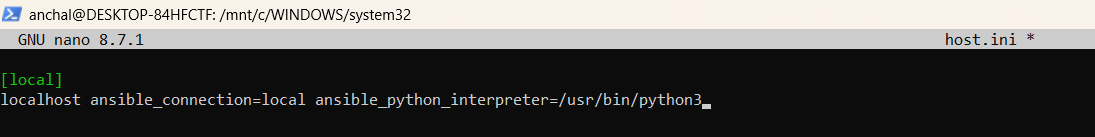 anchal@DESKTOP-84HFCTF: /mnt/c/WINDOWS/system32
GNU nano 8.7.1 host.ini *
[local]
localhost ansible_connection=local ansible_python_interpreter=/usr/bin/python3